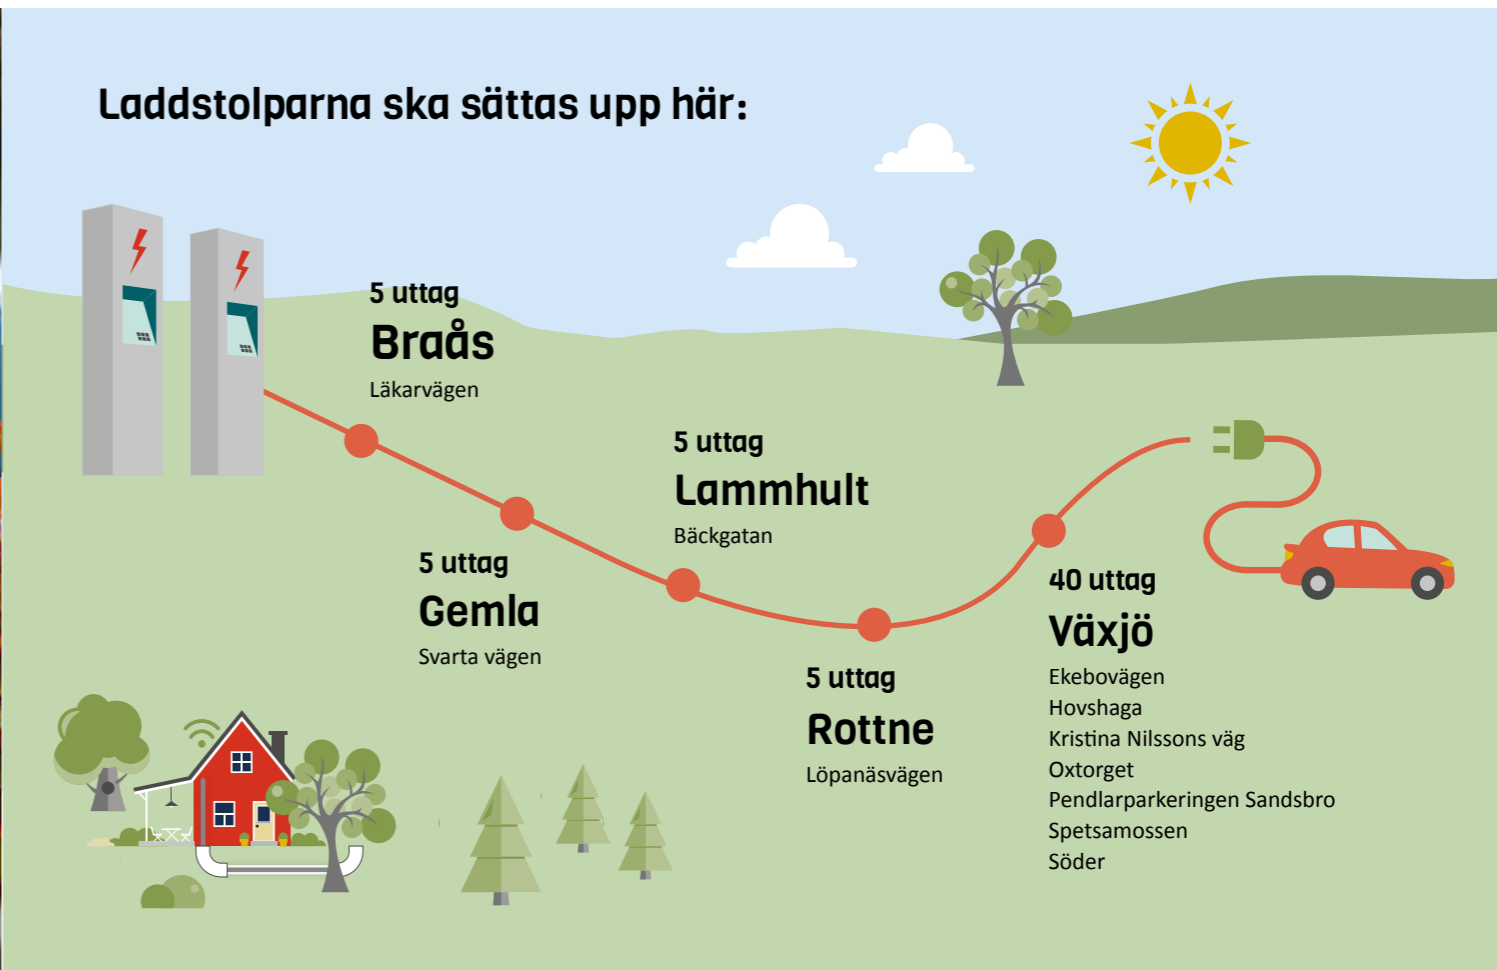 Laddstolparna ska sättas upp här:
5 uttag
Braås
Läkarvägen
5 uttag
Gemla
Svarta vägen
5 uttag
Lammhult
Bäckgatan
5 uttag
Rottne
Löpanäsvägen
40 uttag
Växjö
Ekebovägen
Hovshaga
Kristina Nilssons väg
Oxtorget
Pendlarparkeringen Sandsbro
Spetsamossen
Söder